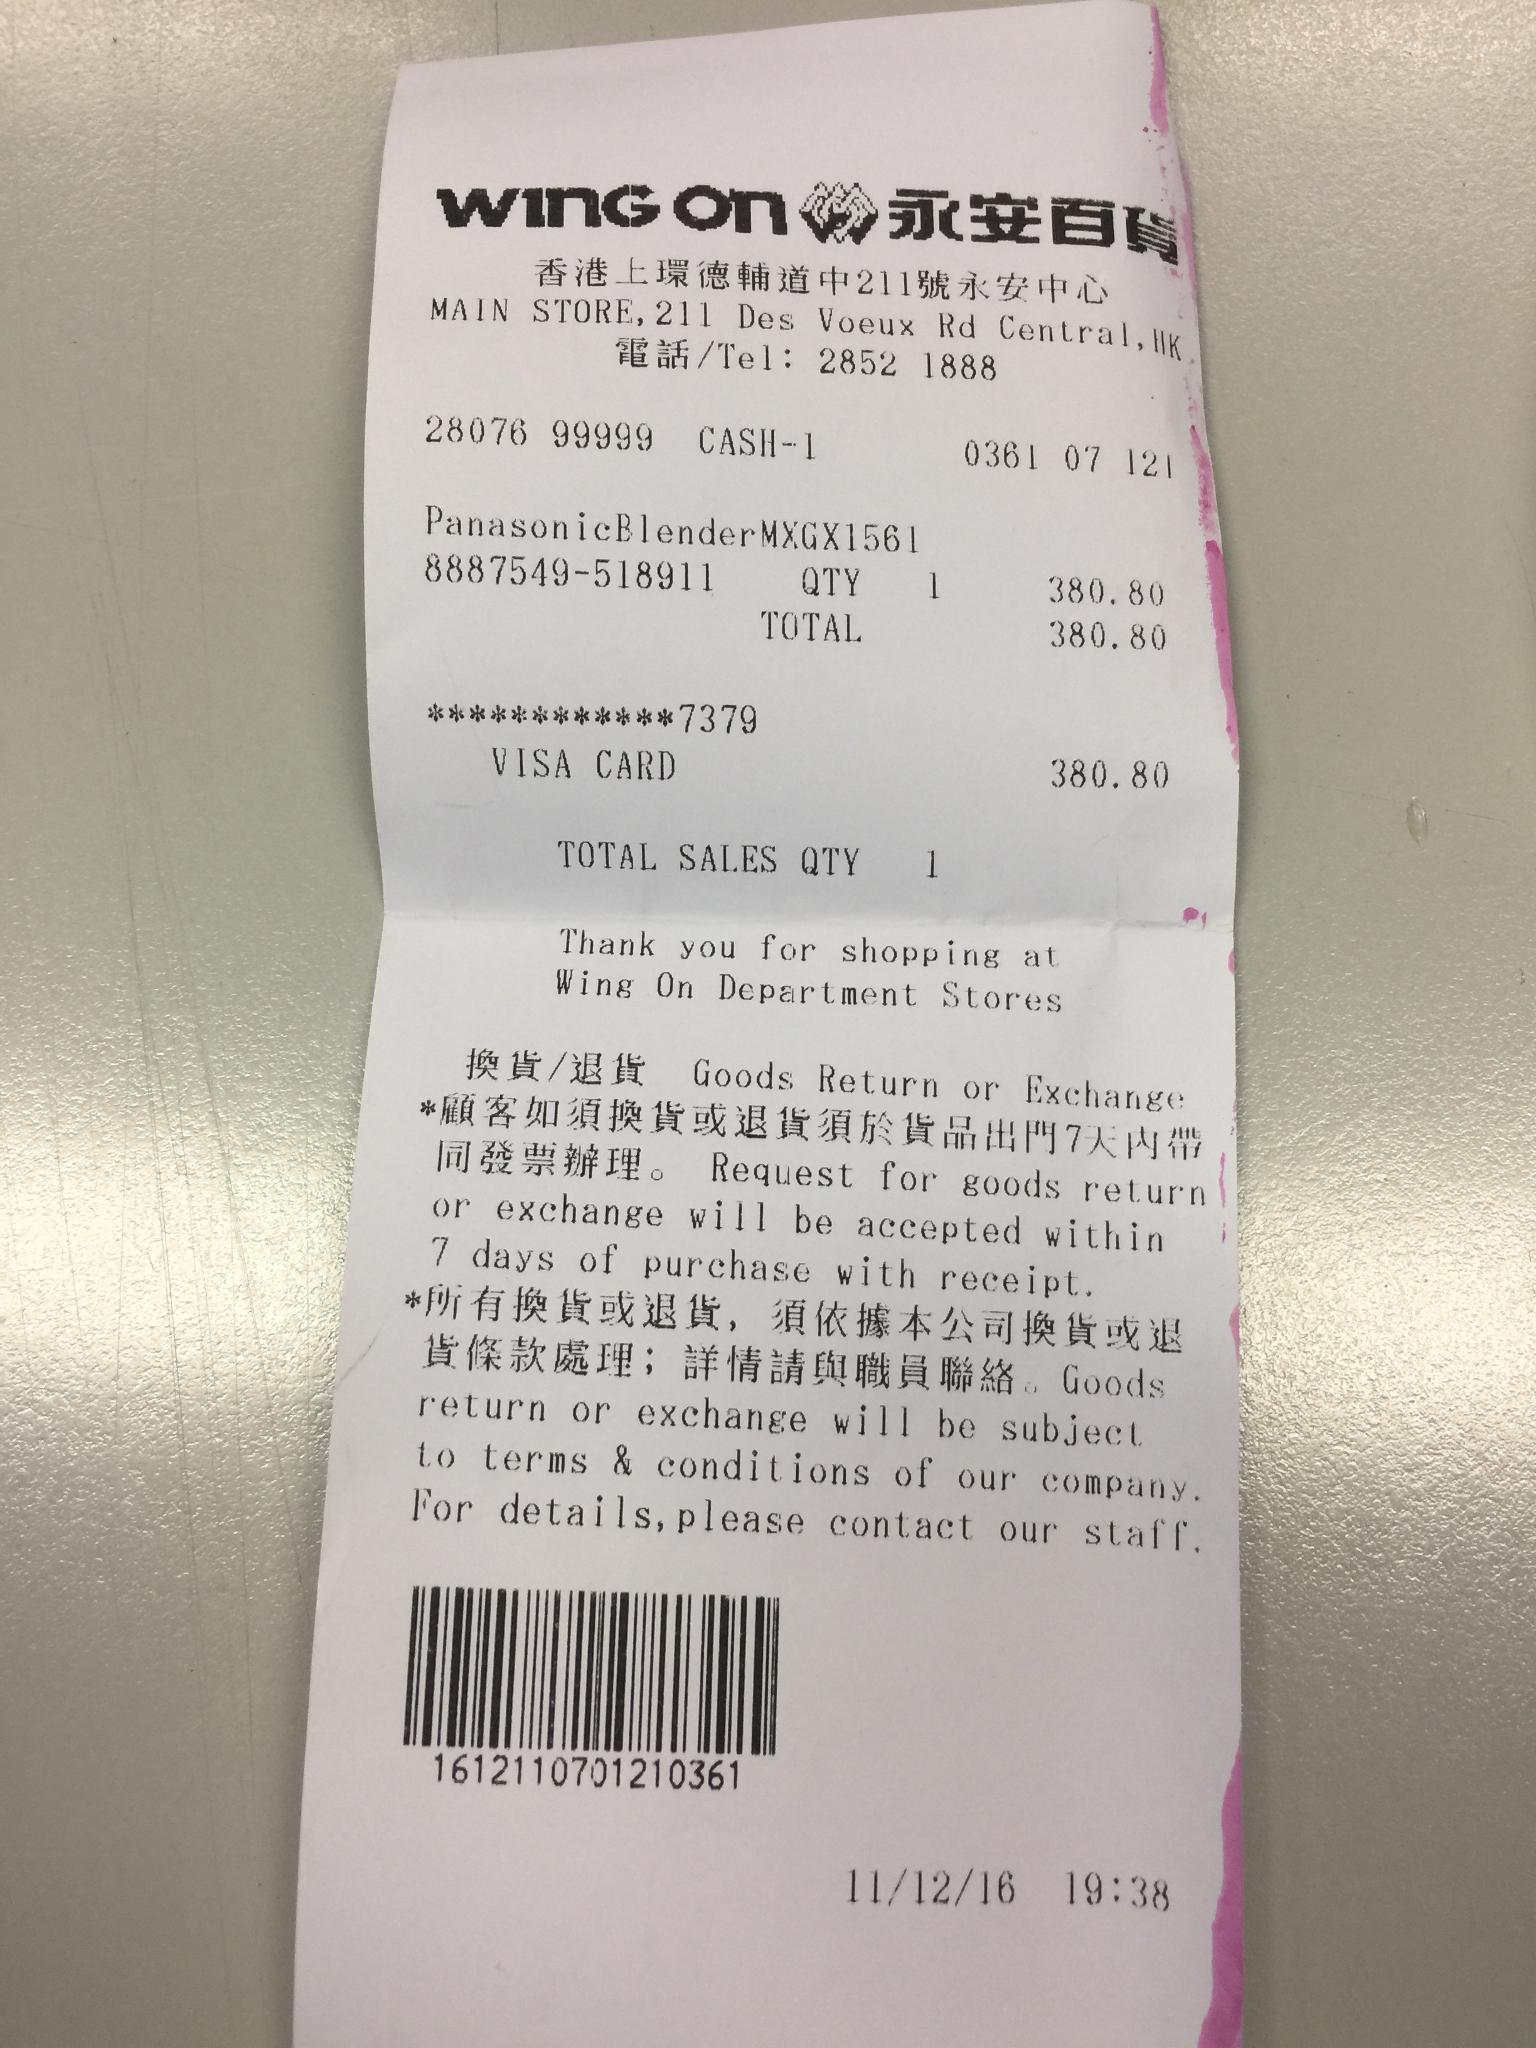 WING ON 永安百貨
香港上環德輔道中211號永安中心
MAIN STORE,211 Des Voeux Rd Central,HK
電話/Tel: 2852 1888
28076 99999 CASH-1 0361 07 121
PanasonicBlenderMXGX1561
8887549-518911 QTY 1 380.80
TOTAL 380.80
************7379
VISA CARD 380.80
TOTAL SALES QTY 1
Thank you for shopping at
Wing On Department Stores
換貨/退貨 Goods Return or Exchange
*顧客如須換貨或退貨須於貨品出門7天內帶
同發票辦理。 Request for goods return
or exchange will be accepted within
7 days of purchase with receipt.
*所有換貨或退貨, 須依據本公司換貨或退
貨條款處理; 詳情請與職員聯絡。Goods
return or exchange will be subject
to terms & conditions of our company.
For details,please contact our staff.
1612110701210361
11/12/16 19:38